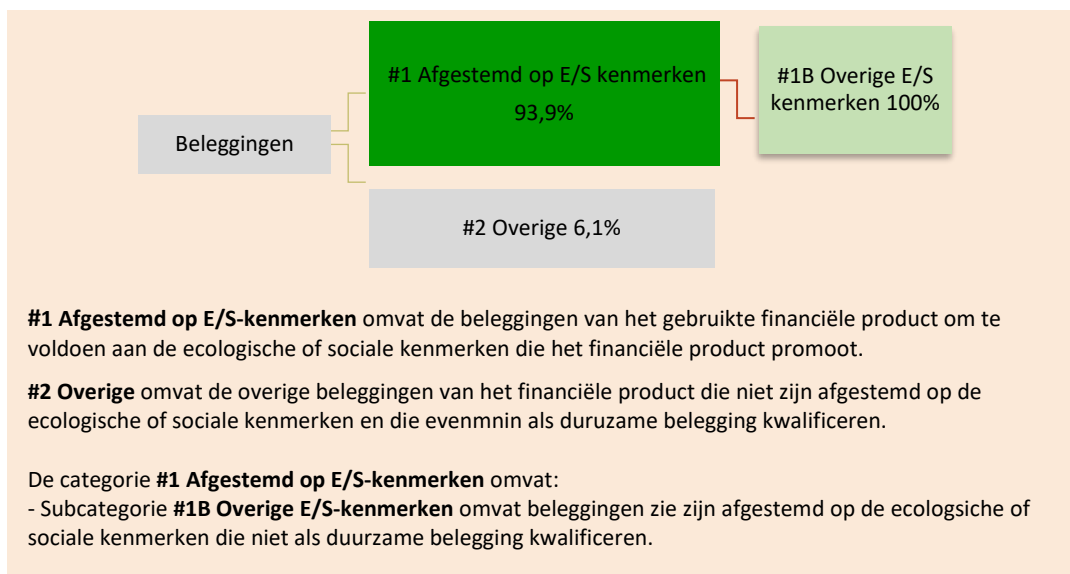 #1 Afgestemd op E/S kenmerken
93,9%
#1B Overige E/S
kenmerken 100%
Beleggingen
#2 Overige 6,1%
#1 Afgestemd op E/S-kenmerken omvat de beleggingen van het gebruikte financiële product om te
voldoen aan de ecologische of sociale kenmerken die het financiële product promoot.
#2 Overige omvat de overige beleggingen van het financiële product die niet zijn afgestemd op de
ecologische of sociale kenmerken en die evenmnin als duruzame belegging kwalificeren.
De categorie #1 Afgestemd op E/S-kenmerken omvat:
- Subcategorie #1B Overige E/S-kenmerken omvat beleggingen zie zijn afgestemd op de ecologsiche of
sociale kenmerken die niet als duurzame belegging kwalificeren.